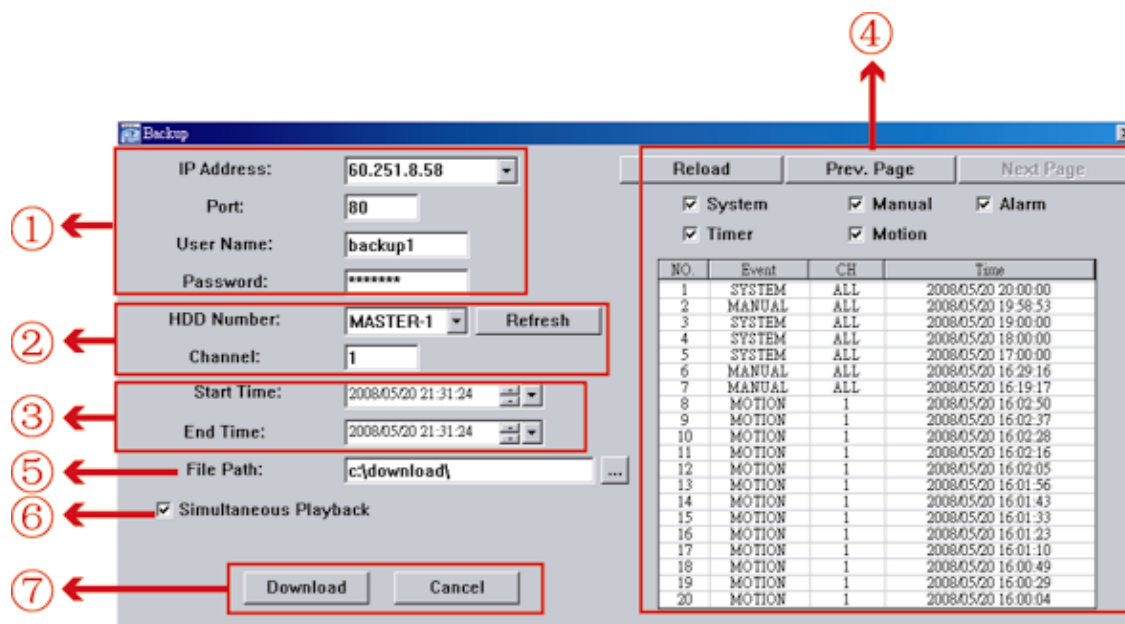 ④
Backup
①
IP Address: 60.251.8.58
Port: 80
User Name: backup1
Password: *******
②
HDD Number: MASTER-1 Refresh
Channel: 1
③
Start Time: 2008/05/20 21:31:24
End Time: 2008/05/20 21:31:24
⑤
File Path: c:\download\ ...
⑥
Simultaneous Playback
⑦
Download Cancel
Reload Prev. Page Next Page
System Manual Alarm
Timer Motion
NO. Event CH Time
1 SYSTEM ALL 2008/05/20 20:00:00
2 MANUAL ALL 2008/05/20 19:58:53
3 SYSTEM ALL 2008/05/20 19:00:00
4 SYSTEM ALL 2008/05/20 18:00:00
5 SYSTEM ALL 2008/05/20 17:00:00
6 MANUAL ALL 2008/05/20 16:29:16
7 MANUAL ALL 2008/05/20 16:19:17
8 MOTION 1 2008/05/20 16:02:50
9 MOTION 1 2008/05/20 16:02:37
10 MOTION 1 2008/05/20 16:02:28
11 MOTION 1 2008/05/20 16:02:16
12 MOTION 1 2008/05/20 16:02:05
13 MOTION 1 2008/05/20 16:01:56
14 MOTION 1 2008/05/20 16:01:43
15 MOTION 1 2008/05/20 16:01:33
16 MOTION 1 2008/05/20 16:01:23
17 MOTION 1 2008/05/20 16:01:10
18 MOTION 1 2008/05/20 16:00:49
19 MOTION 1 2008/05/20 16:00:29
20 MOTION 1 2008/05/20 16:00:04